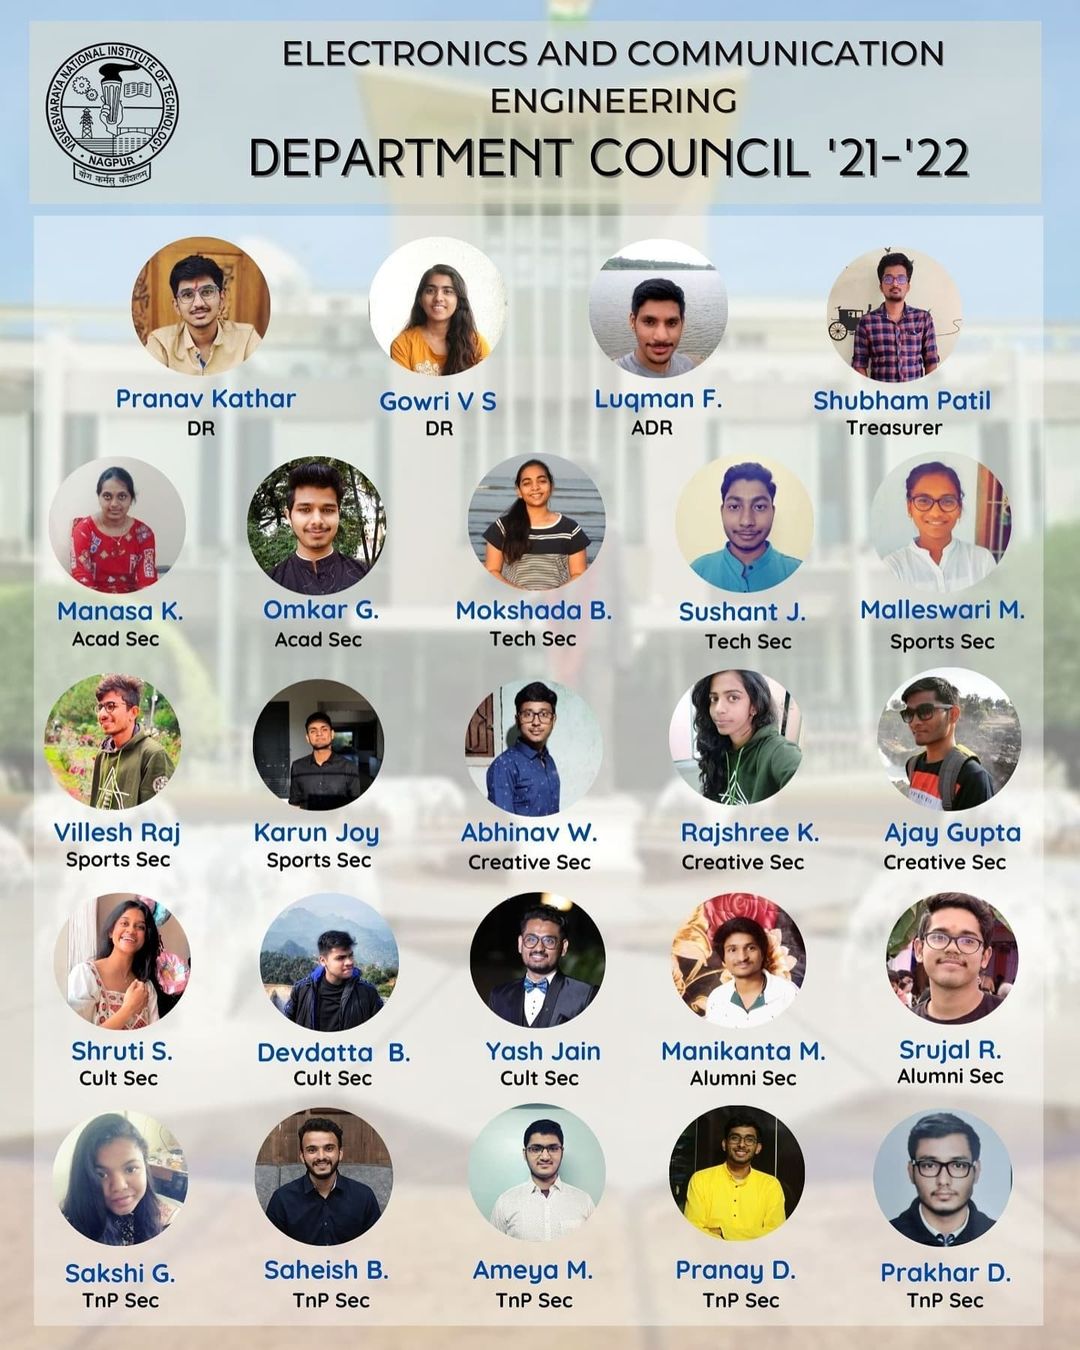 VISVESVARAYA NATIONAL INSTITUTE OF TECHNOLOGY
NAGPUR
योग: कर्मसु कौशलम्
ELECTRONICS AND COMMUNICATION
ENGINEERING
DEPARTMENT COUNCIL '21-'22
Pranav Kathar
DR
Gowri V S
DR
Luqman F.
ADR
Shubham Patil
Treasurer
Manasa K.
Acad Sec
Omkar G.
Acad Sec
Mokshada B.
Tech Sec
Sushant J.
Tech Sec
Malleswari M.
Sports Sec
Villesh Raj
Sports Sec
Karun Joy
Sports Sec
Abhinav W.
Creative Sec
Rajshree K.
Creative Sec
Ajay Gupta
Creative Sec
Shruti S.
Cult Sec
Devdatta B.
Cult Sec
Yash Jain
Cult Sec
Manikanta M.
Alumni Sec
Srujal R.
Alumni Sec
Sakshi G.
TnP Sec
Saheish B.
TnP Sec
Ameya M.
TnP Sec
Pranay D.
TnP Sec
Prakhar D.
TnP Sec